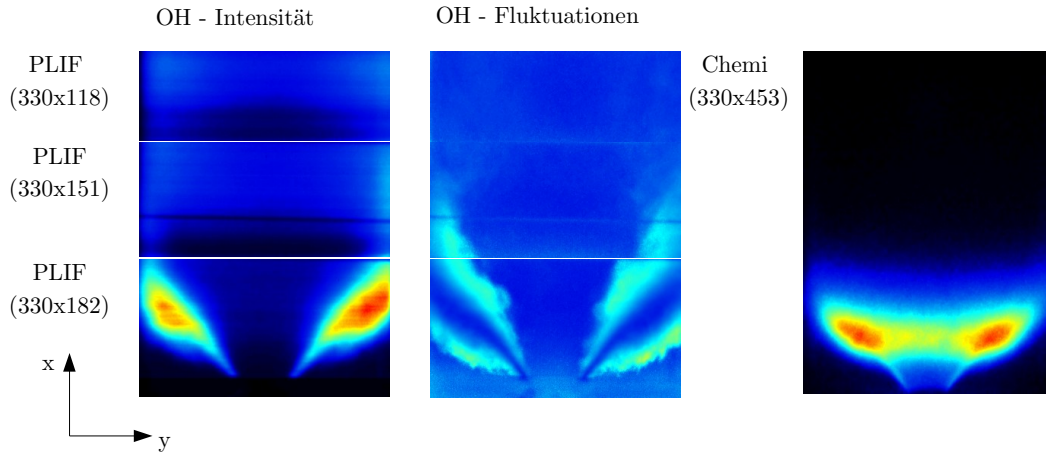 OH - Intensität
OH - Fluktuationen
PLIF
(330x118)
Chemi
(330x453)
PLIF
(330x151)
PLIF
(330x182)
x
y